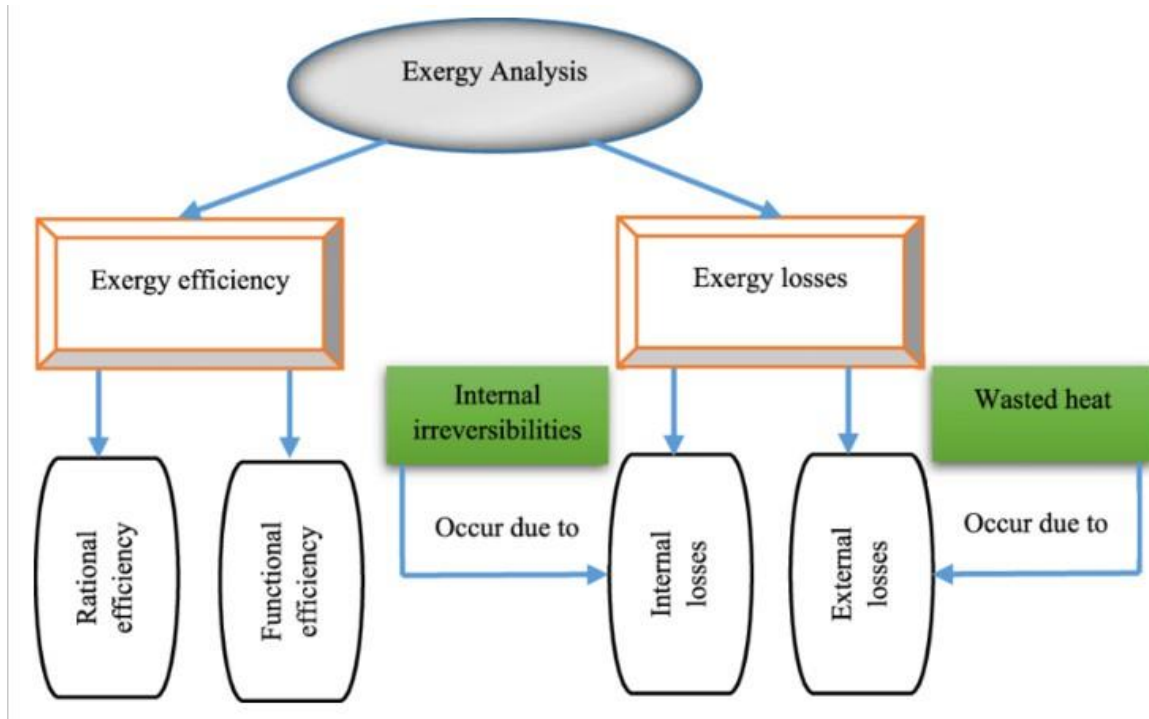 Exergy Analysis
Exergy efficiency
Exergy losses
Internal
irreversibilities
Wasted heat
Occur due to
Occur due to
Rational
efficiency
Functional
efficiency
Internal
losses
External
losses